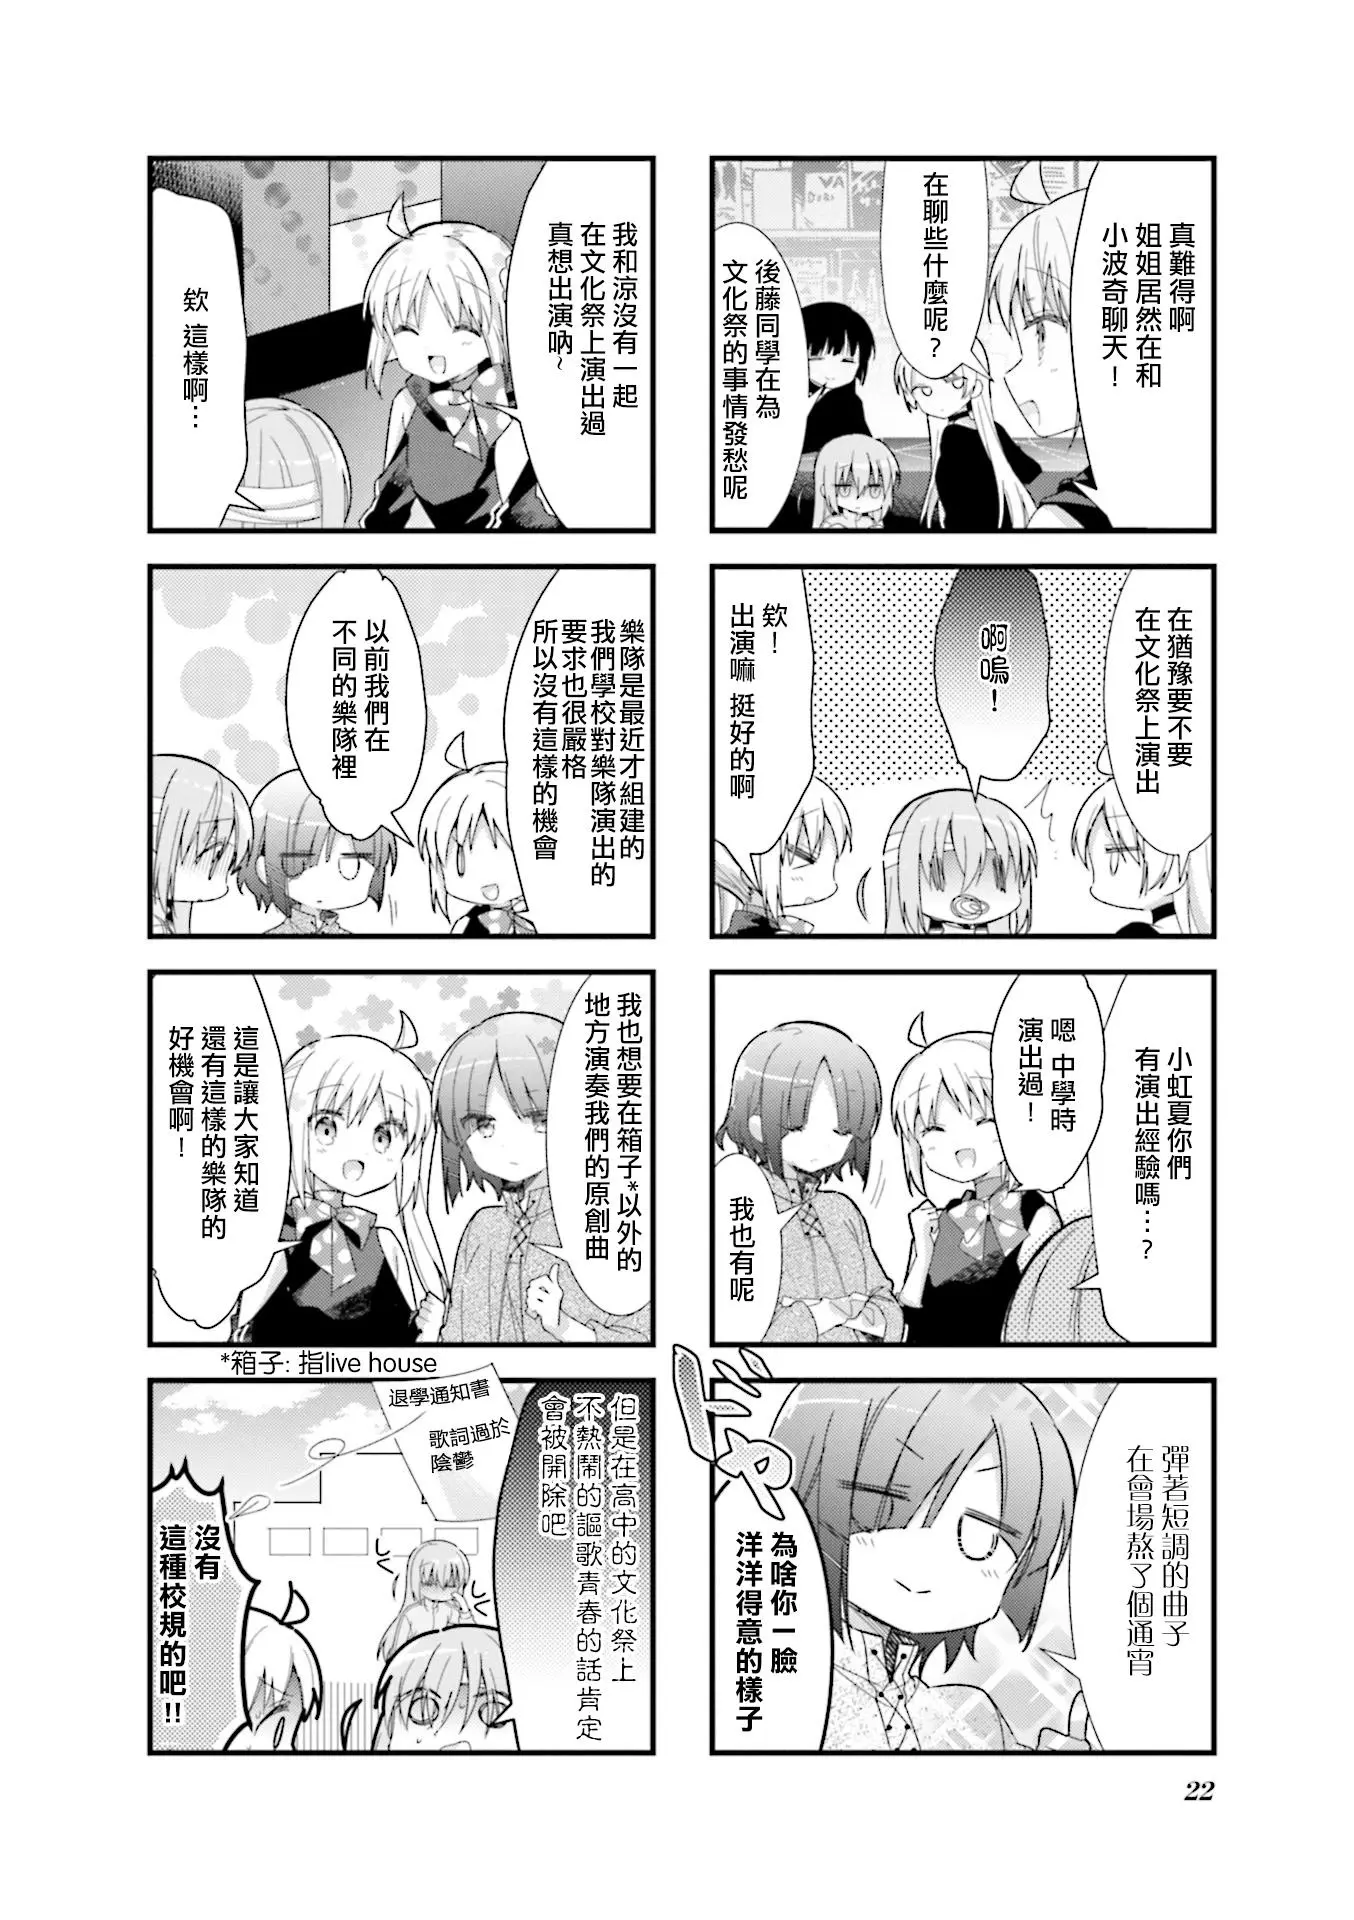 真難得啊
姐姐居然在和
小波奇聊天！
在聊些什麼呢？
後藤同學在為
文化祭的事情發愁呢
在猶豫要不要
在文化祭上演出
啊嗚！
欸！
出演嘛 挺好的啊
小虹夏你們
有演出經驗嗎…？
嗯 中學時
演出過！
我也有呢
彈著短調的曲子
在會場熬了個通宵
為啥你一臉
洋洋得意的樣子
ドヤ
我和涼沒有一起
在文化祭上演出過
真想出演吶~
欸 這樣啊…
樂隊是最近才組建的
我們學校對樂隊演出的
要求也很嚴格
所以沒有這樣的機會
以前我們在
不同的樂隊裡
我也想要在箱子*以外的
地方演奏我們的原創曲
這是讓大家知道
還有這樣的樂隊的
好機會啊！
*箱子: 指live house
但是在高中的文化祭上
不熱鬧的謳歌青春的話肯定
會被開除吧
退學通知書
歌詞過於
陰鬱
沒有
這種校規的吧!!
22